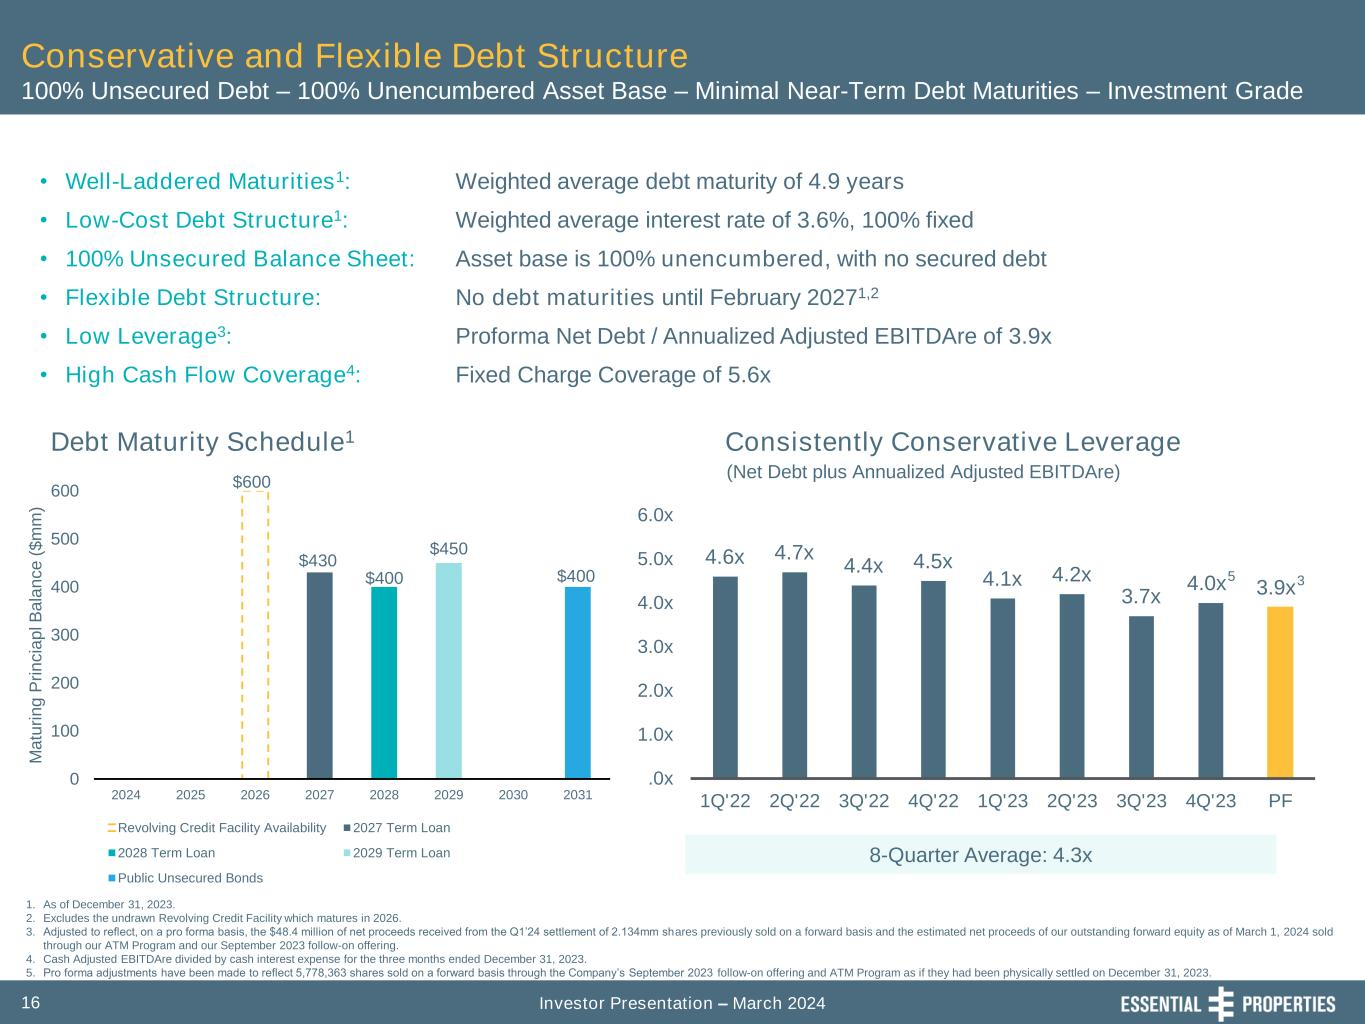 Conservative and Flexible Debt Structure
100% Unsecured Debt – 100% Unencumbered Asset Base – Minimal Near-Term Debt Maturities – Investment Grade
• Well-Laddered Maturities1: Weighted average debt maturity of 4.9 years
• Low-Cost Debt Structure1: Weighted average interest rate of 3.6%, 100% fixed
• 100% Unsecured Balance Sheet: Asset base is 100% unencumbered, with no secured debt
• Flexible Debt Structure: No debt maturities until February 20271,2
• Low Leverage3: Proforma Net Debt / Annualized Adjusted EBITDAre of 3.9x
• High Cash Flow Coverage4: Fixed Charge Coverage of 5.6x
Debt Maturity Schedule1
Maturing Princiapl Balance ($mm)
600
500
400
300
200
100
0
$600
$430
$400
$450
$400
2024 2025 2026 2027 2028 2029 2030 2031
Revolving Credit Facility Availability 2027 Term Loan
2028 Term Loan 2029 Term Loan
Public Unsecured Bonds
Consistently Conservative Leverage
(Net Debt plus Annualized Adjusted EBITDAre)
6.0x
5.0x
4.0x
3.0x
2.0x
1.0x
.0x
4.6x 4.7x 4.4x 4.5x 4.1x 4.2x 3.7x 4.0x5 3.9x3
1Q'22 2Q'22 3Q'22 4Q'22 1Q'23 2Q'23 3Q'23 4Q'23 PF
8-Quarter Average: 4.3x
1. As of December 31, 2023.
2. Excludes the undrawn Revolving Credit Facility which matures in 2026.
3. Adjusted to reflect, on a pro forma basis, the $48.4 million of net proceeds received from the Q1'24 settlement of 2.134mm shares previously sold on a forward basis and the estimated net proceeds of our outstanding forward equity as of March 1, 2024 sold
through our ATM Program and our September 2023 follow-on offering.
4. Cash Adjusted EBITDAre divided by cash interest expense for the three months ended December 31, 2023.
5. Pro forma adjustments have been made to reflect 5,778,363 shares sold on a forward basis through the Company's September 2023 follow-on offering and ATM Program as if they had been physically settled on December 31, 2023.
16
Investor Presentation – March 2024
ESSENTIAL PROPERTIES